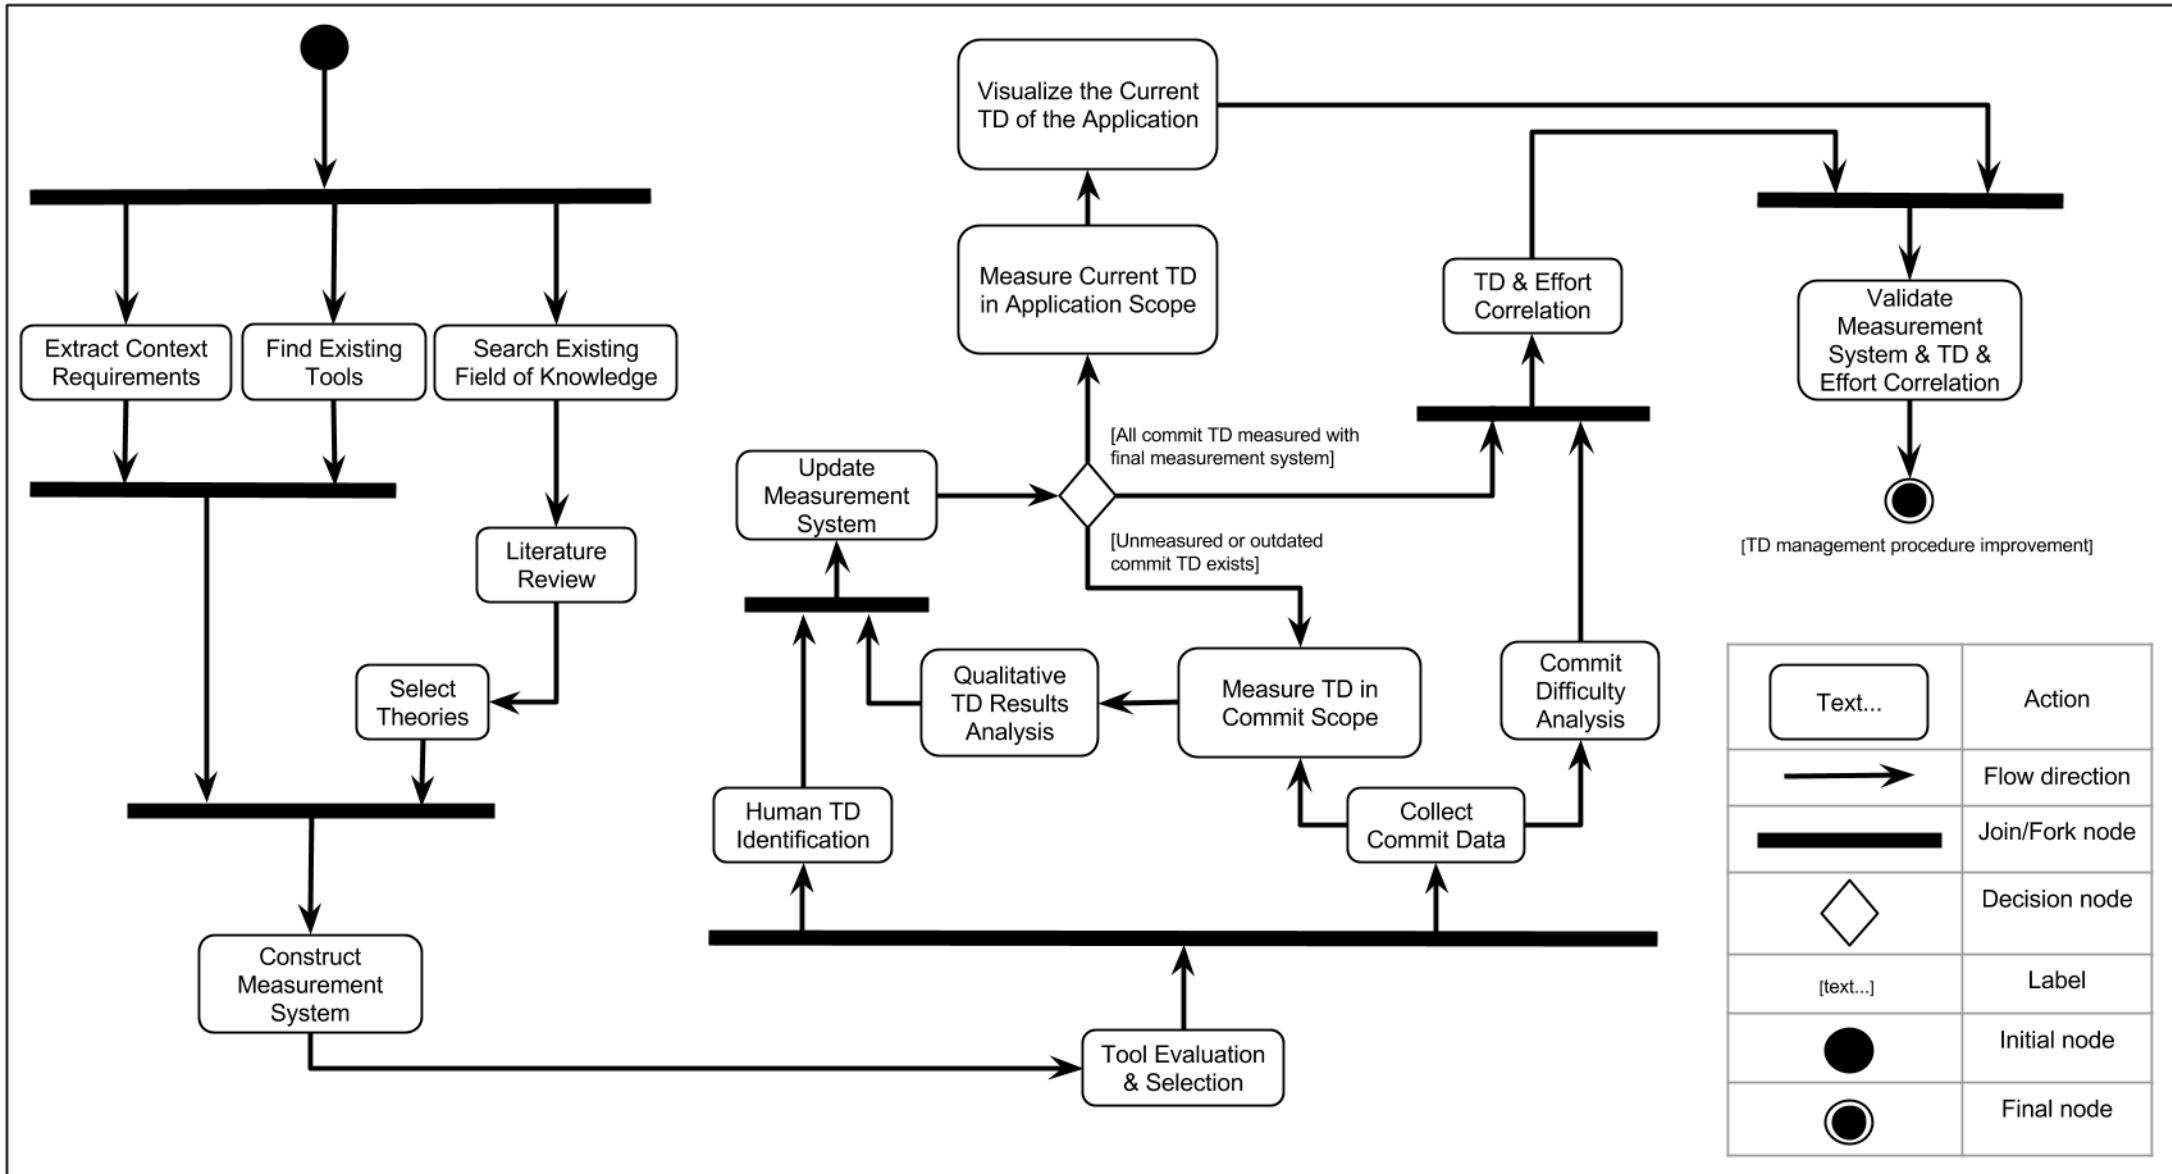 Visualize the Current
TD of the Application
Measure Current TD
in Application Scope
TD & Effort
Correlation
Validate
Measurement
System & TD &
Effort Correlation
Extract Context
Requirements
Find Existing
Tools
Search Existing
Field of Knowledge
[All commit TD measured with
final measurement system]
Update
Measurement
System
[Unmeasured or outdated
commit TD exists]
[TD management procedure improvement]
Literature
Review
Select
Theories
Qualitative
TD Results
Analysis
Measure TD in
Commit Scope
Commit
Difficulty
Analysis
Human TD
Identification
Collect
Commit Data
Construct
Measurement
System
Tool Evaluation
& Selection
Text...
Action
Flow direction
Join/Fork node
Decision node
[text...]
Label
Initial node
Final node